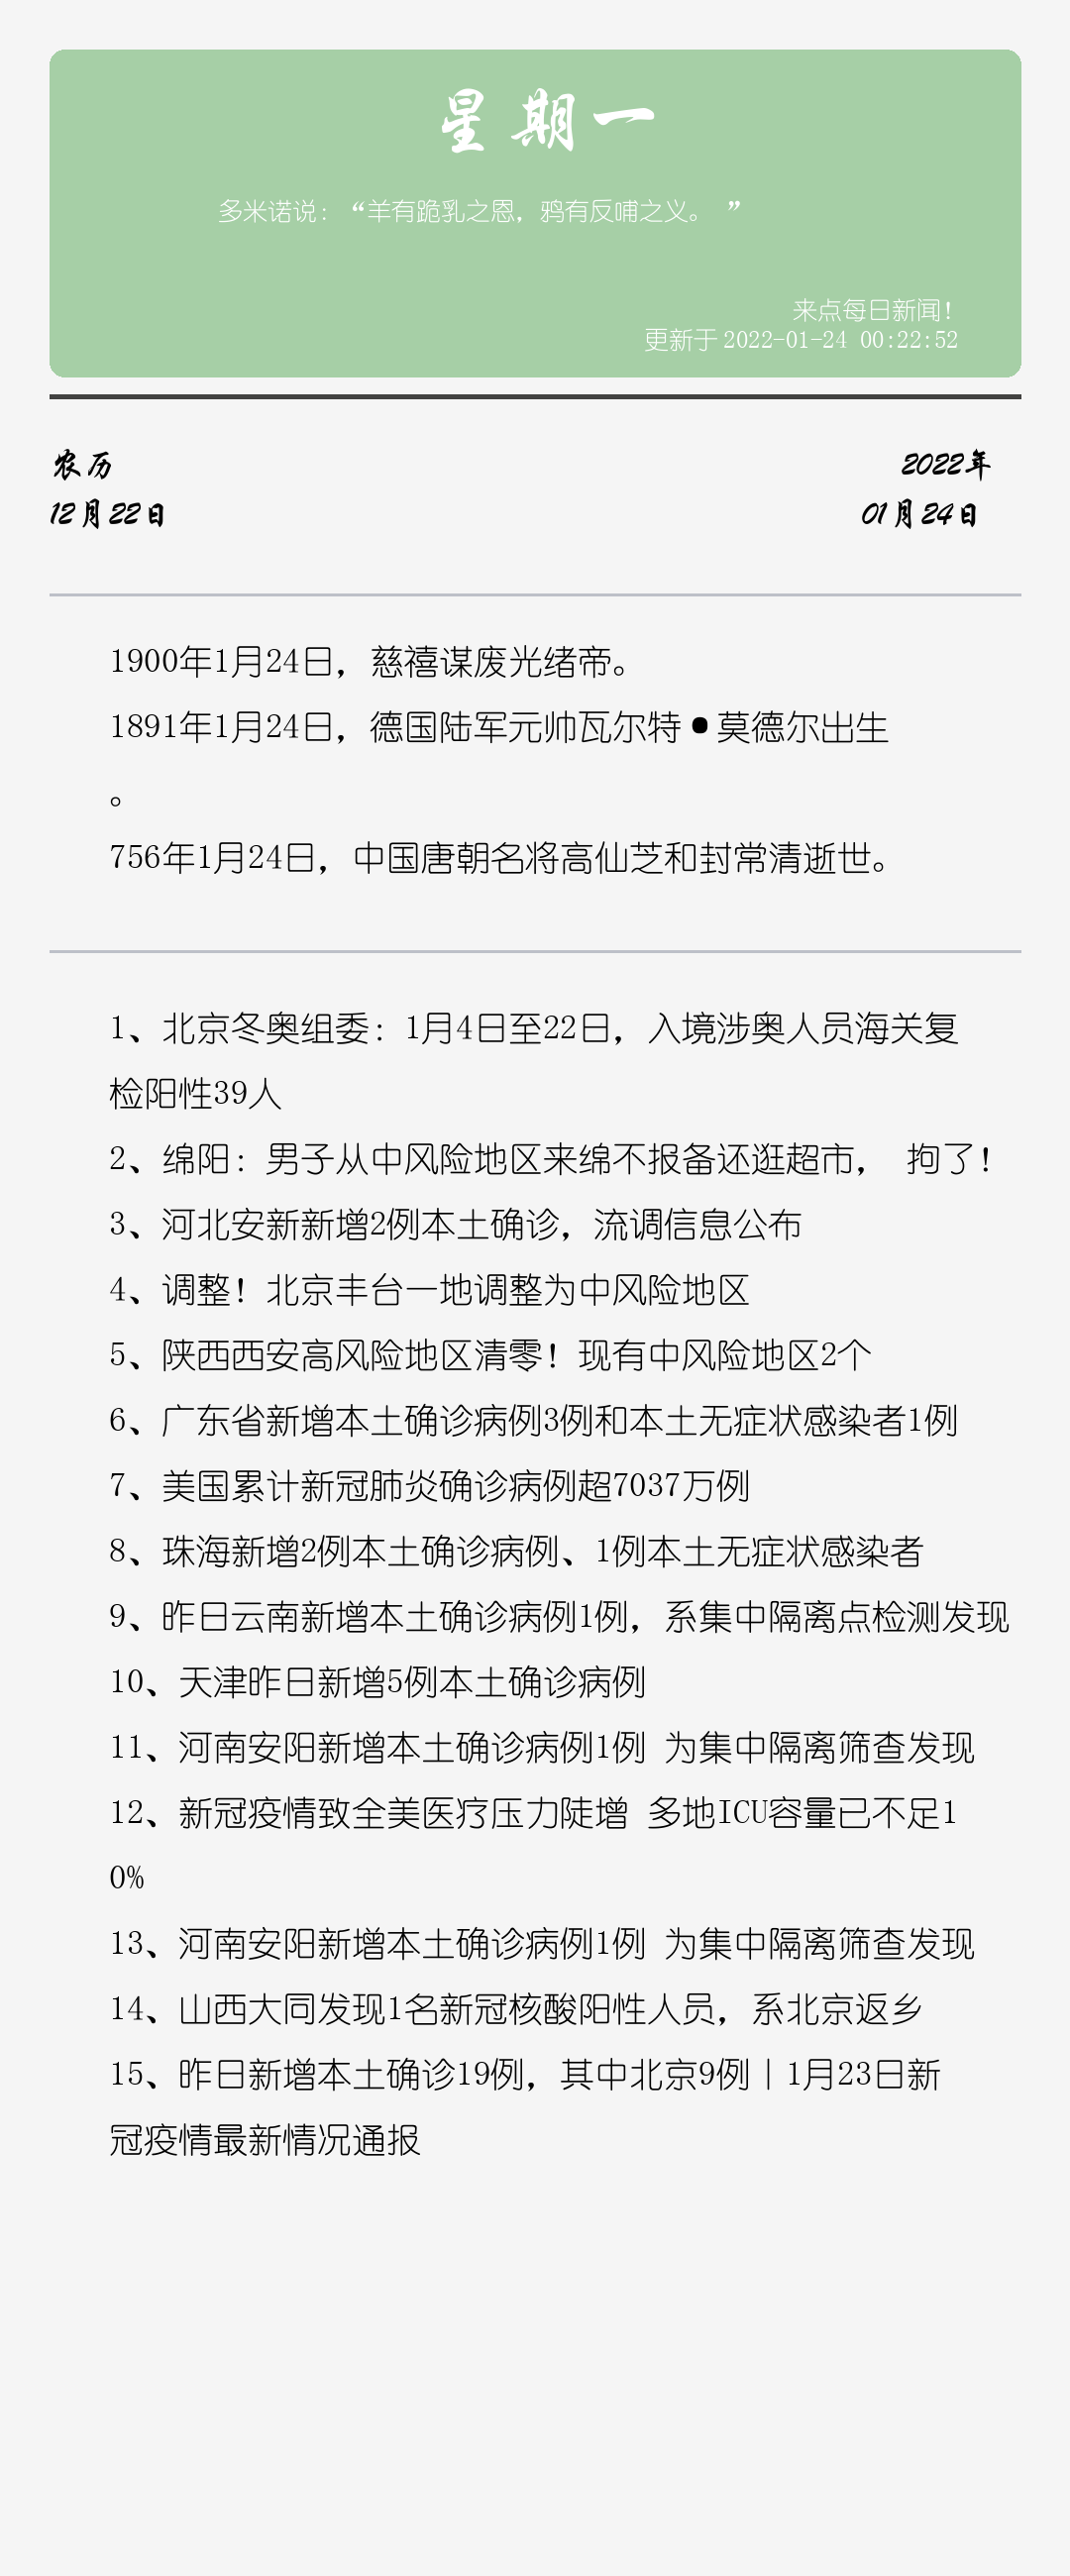 星期一
多米诺说：“羊有跪乳之恩，鸦有反哺之义。 ”
来点每日新闻！
更新于2022-01-24 00:22:52
农历
2022年
12月22日
01月24日
1900年1月24日，慈禧谋废光绪帝。
1891年1月24日，德国陆军元帅瓦尔特•莫德尔出生
。
756年1月24日，中国唐朝名将高仙芝和封常清逝世。
1、北京冬奥组委：1月4日至22日，入境涉奥人员海关复
检阳性39人
2、绵阳：男子从中风险地区来绵不报备还逛超市， 拘了！
3、河北安新新增2例本土确诊，流调信息公布
4、调整！北京丰台一地调整为中风险地区
5、陕西西安高风险地区清零！现有中风险地区2个
6、广东省新增本土确诊病例3例和本土无症状感染者1例
7、美国累计新冠肺炎确诊病例超7037万例
8、珠海新增2例本土确诊病例、1例本土无症状感染者
9、昨日云南新增本土确诊病例1例，系集中隔离点检测发现
10、天津昨日新增5例本土确诊病例
11、河南安阳新增本土确诊病例1例 为集中隔离筛查发现
12、新冠疫情致全美医疗压力陡增 多地ICU容量已不足1
0%
13、河南安阳新增本土确诊病例1例 为集中隔离筛查发现
14、山西大同发现1名新冠核酸阳性人员，系北京返乡
15、昨日新增本土确诊19例，其中北京9例丨1月23日新
冠疫情最新情况通报